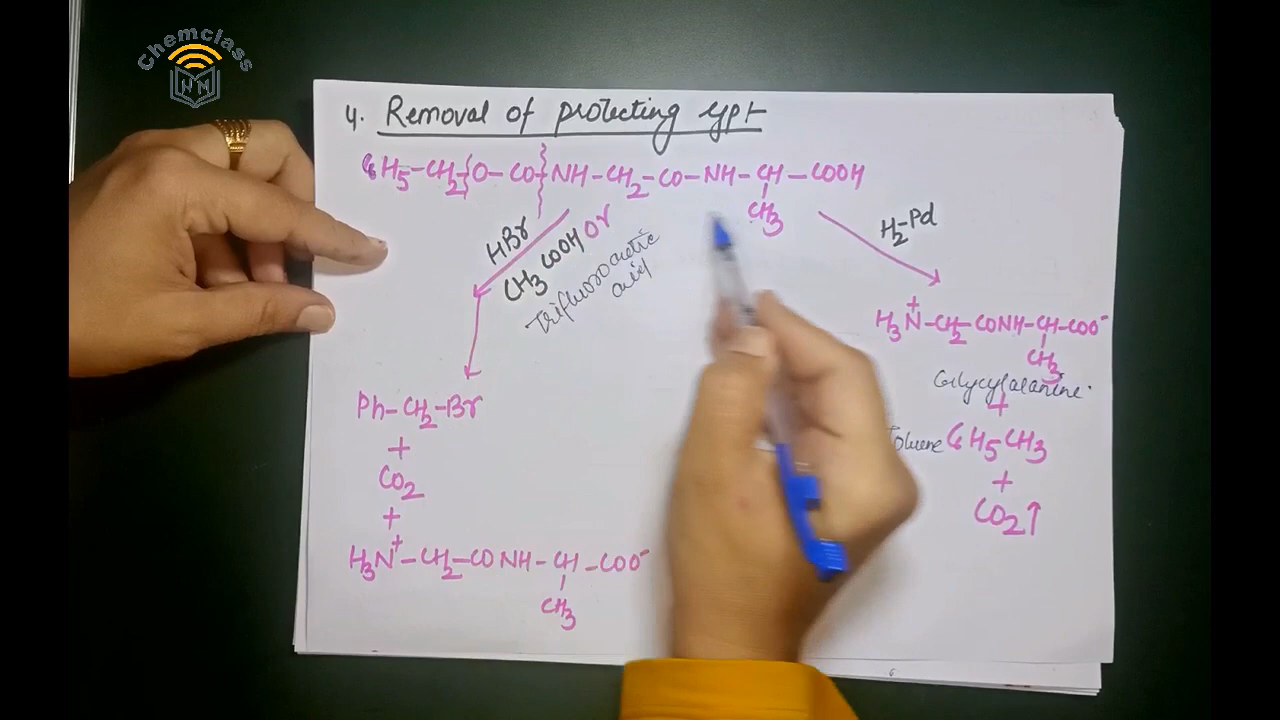 Chemclass
NM
4. Removal of protecting gpt
C6H5-CH2-O-CO-NH-CH2-CO-NH-CH-COOH
CH3
HBr
CH3COOH or
Trifluoroacetic
acid
H2-Pd
H3N+-CH2-CONH-CH-COO-
CH3
Glycylalanine.
+
Toluene C6H5CH3
+
CO2↑
Ph-CH2-Br
+
CO2
+
H3N+-CH2-CONH-CH-COO-
CH3